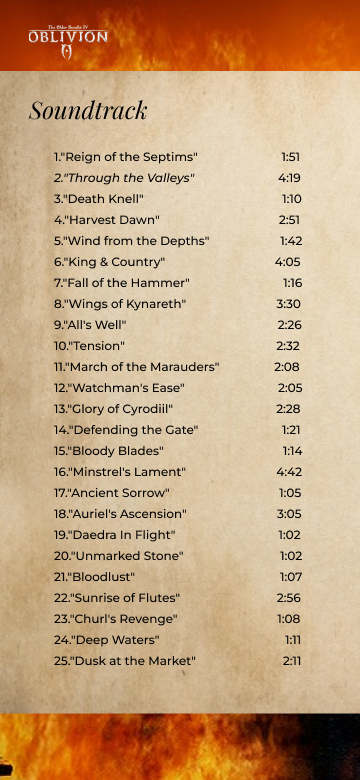 The Elder Scrolls IV
OBLIVION
Soundtrack
1."Reign of the Septims" 1:51
2."Through the Valleys" 4:19
3."Death Knell" 1:10
4."Harvest Dawn" 2:51
5."Wind from the Depths" 1:42
6."King & Country" 4:05
7."Fall of the Hammer" 1:16
8."Wings of Kynareth" 3:30
9."All's Well" 2:26
10."Tension" 2:32
11."March of the Marauders" 2:08
12."Watchman's Ease" 2:05
13."Glory of Cyrodiil" 2:28
14."Defending the Gate" 1:21
15."Bloody Blades" 1:14
16."Minstrel's Lament" 4:42
17."Ancient Sorrow" 1:05
18."Auriel's Ascension" 3:05
19."Daedra In Flight" 1:02
20."Unmarked Stone" 1:02
21."Bloodlust" 1:07
22."Sunrise of Flutes" 2:56
23."Churl's Revenge" 1:08
24."Deep Waters" 1:11
25."Dusk at the Market" 2:11